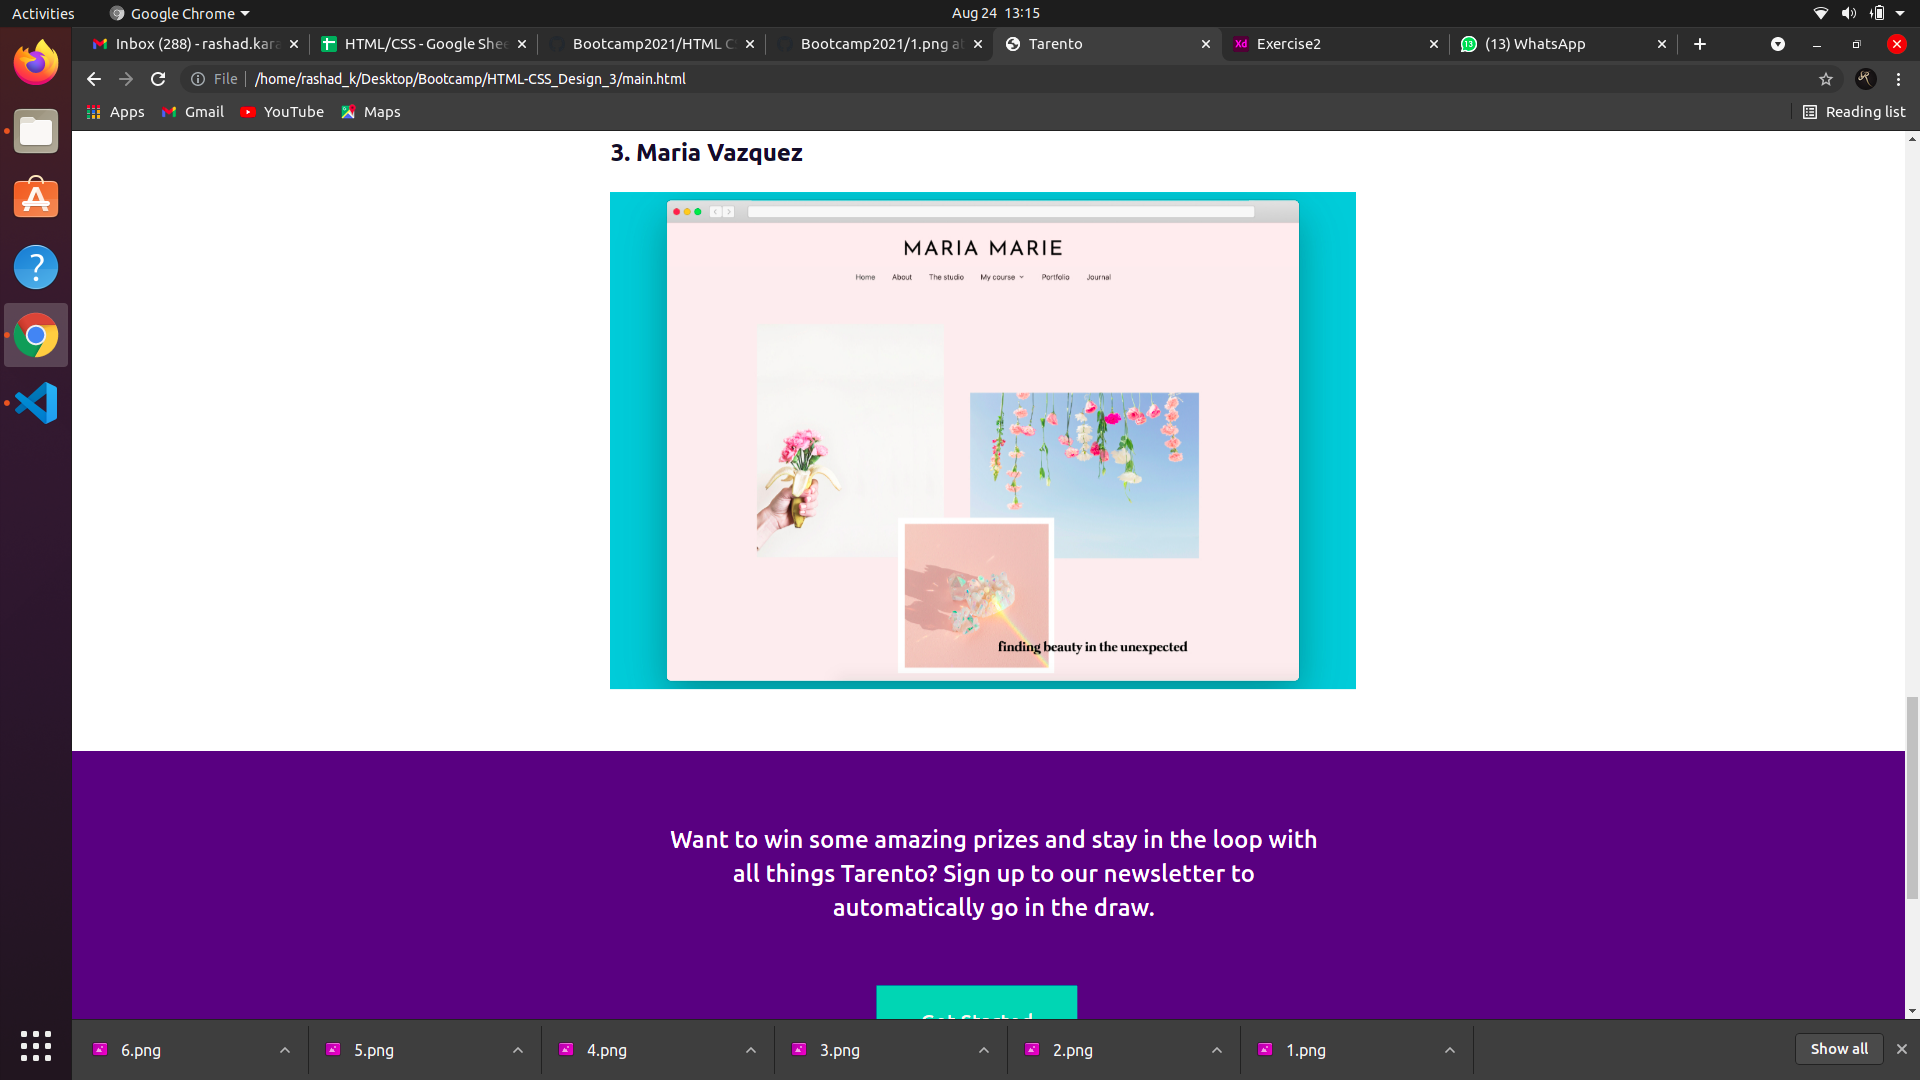 Activities
Google Chrome
Aug 24 13:15
Inbox (288) - rashad.kara
HTML/CSS - Google Shee
Bootcamp2021/HTML C
Bootcamp2021/1.png at
Tarento
Exercise2
(13) WhatsApp
File
/home/rashad_k/Desktop/Bootcamp/HTML-CSS_Design_3/main.html
Apps
Gmail
YouTube
Maps
Reading list
3. Maria Vazquez
MARIA MARIE
Home
About
The studio
My course
Portfolio
Journal
finding beauty in the unexpected
Want to win some amazing prizes and stay in the loop with
all things Tarento? Sign up to our newsletter to
automatically go in the draw.
Get Started
6.png
5.png
4.png
3.png
2.png
1.png
Show all